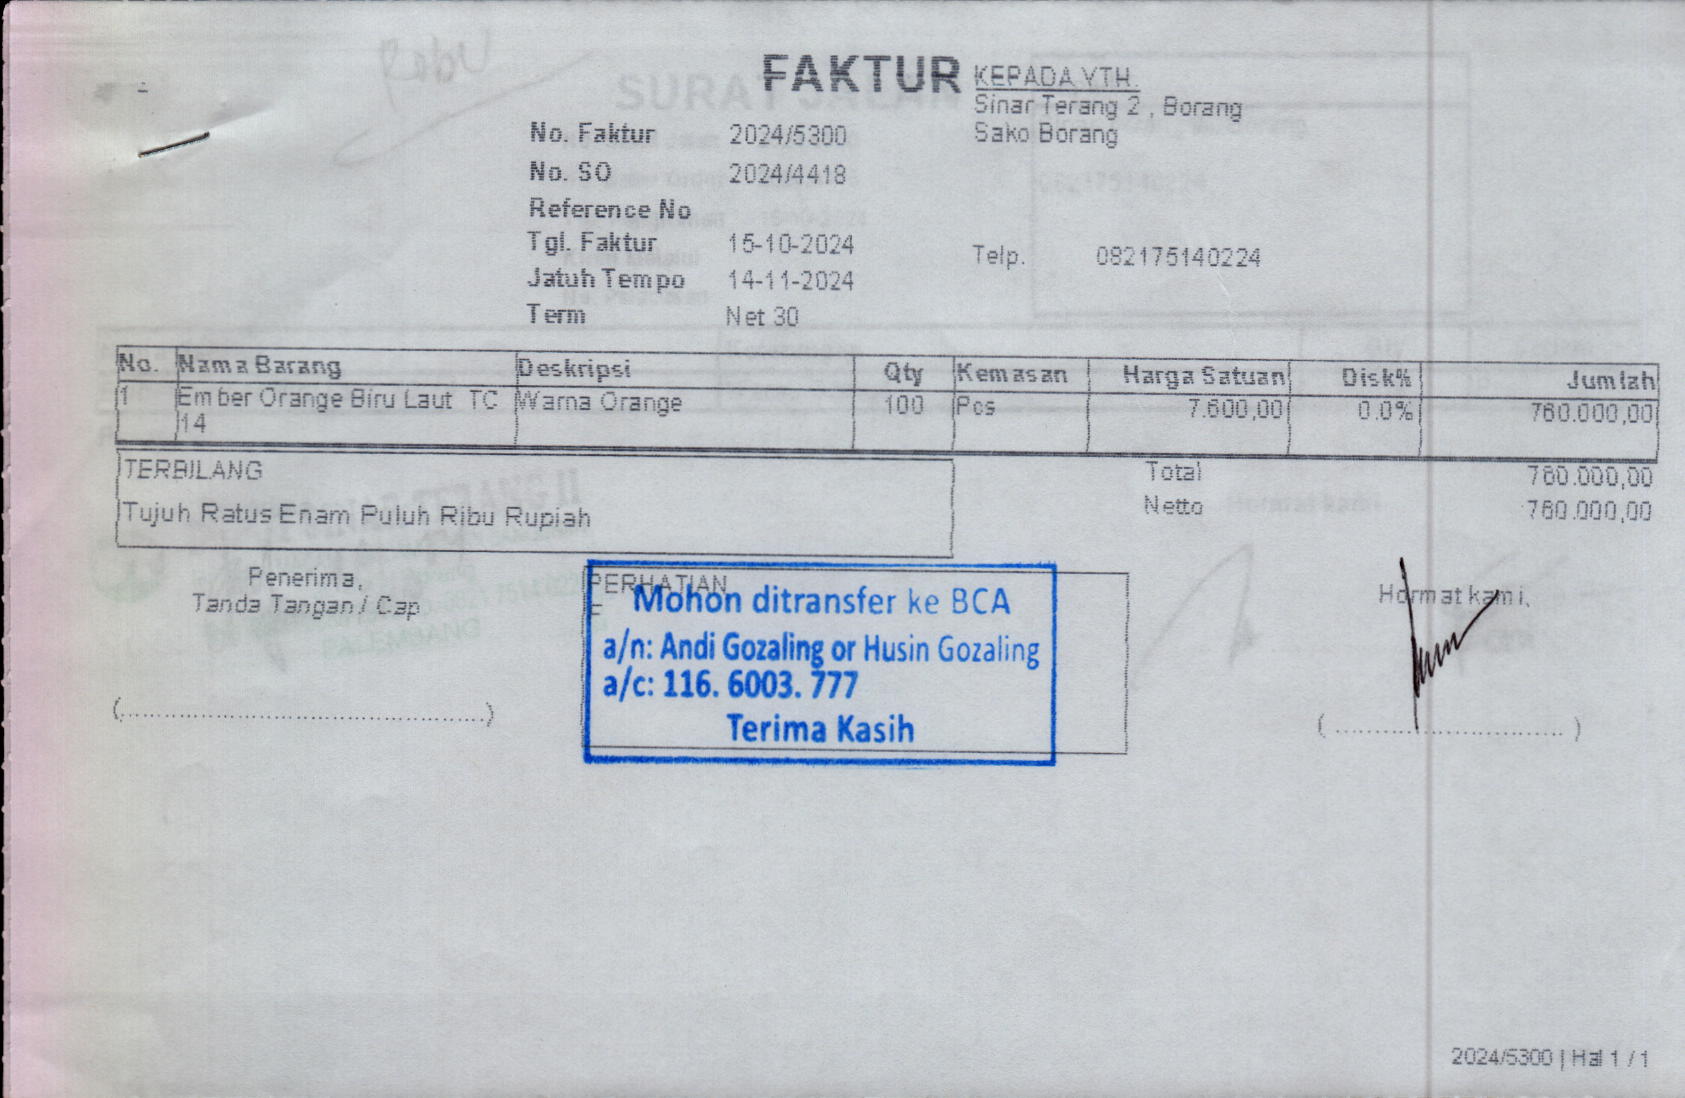 FAKTUR
KEPADA YTH.
Sinar Terang 2 , Borang
Sako Borang
No. Faktur 2024/5300
No. SO 2024/4418
Reference No
Tgl. Faktur 15-10-2024
Telp. 082175140224
Jatuh Tempo 14-11-2024
Term Net 30
No. Nama Barang Deskripsi Qty Kemasan Harga Satuan Disk% Jumlah
1 Ember Orange Biru Laut TC Warna Orange 100 Pcs 7.600,00 0.0% 760.000,00
14
TERBILANG Total 760.000,00
Tujuh Ratus Enam Puluh Ribu Rupiah Netto 760.000,00
Penerima,
Tanda Tangan / Cap
PERHATIAN
Mohon ditransfer ke BCA
a/n: Andi Gozaling or Husin Gozaling
a/c: 116. 6003. 777
Terima Kasih
Hormat kami,
(................................................)
( .............................. )
2024/5300 | Hal 1 / 1